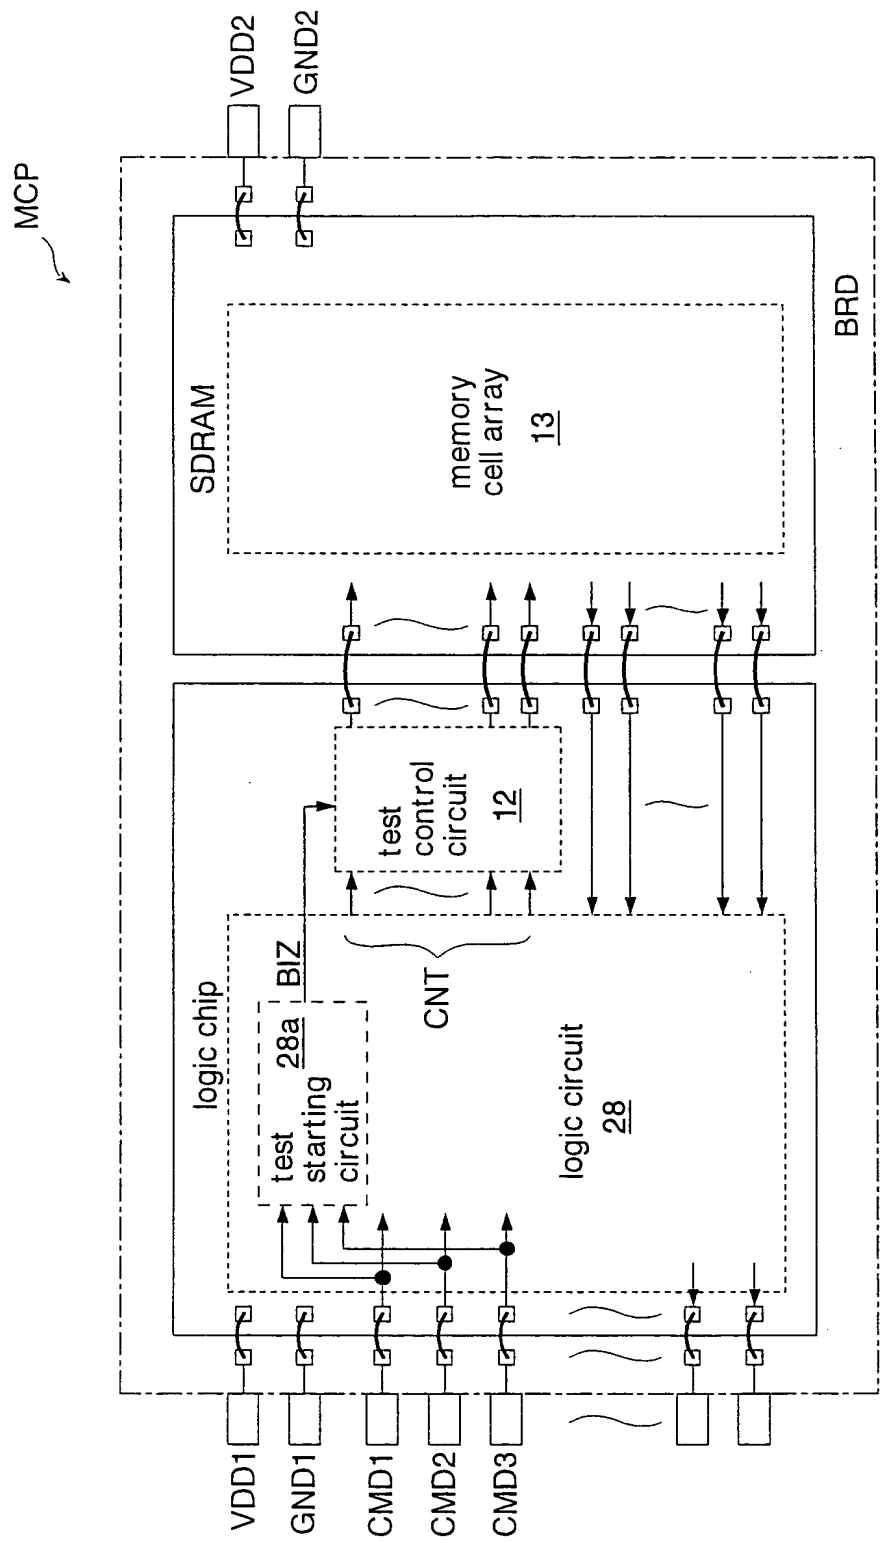 MCP
VDD2
GND2
SDRAM
memory
cell array
13
BRD
logic chip
test
starting
circuit
28a
BIZ
test
control
circuit
12
CNT
logic circuit
28
VDD1
GND1
CMD1
CMD2
CMD3